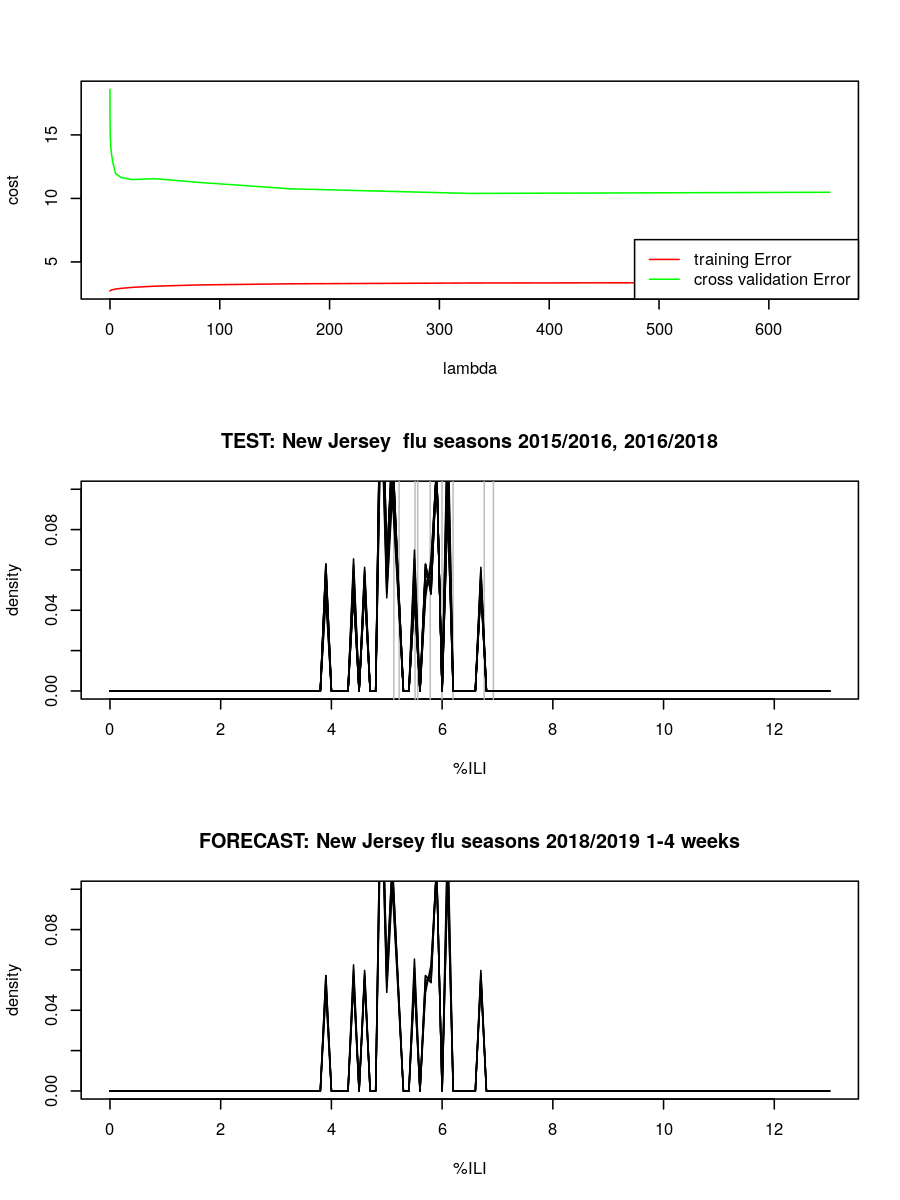 cost
15
10
5
training Error
cross validation Error
0 100 200 300 400 500 600
lambda
TEST: New Jersey  flu seasons 2015/2016, 2016/2018
density
0.08
0.04
0.00
0 2 4 6 8 10 12
%ILI
FORECAST: New Jersey flu seasons 2018/2019 1-4 weeks
density
0.08
0.04
0.00
0 2 4 6 8 10 12
%ILI